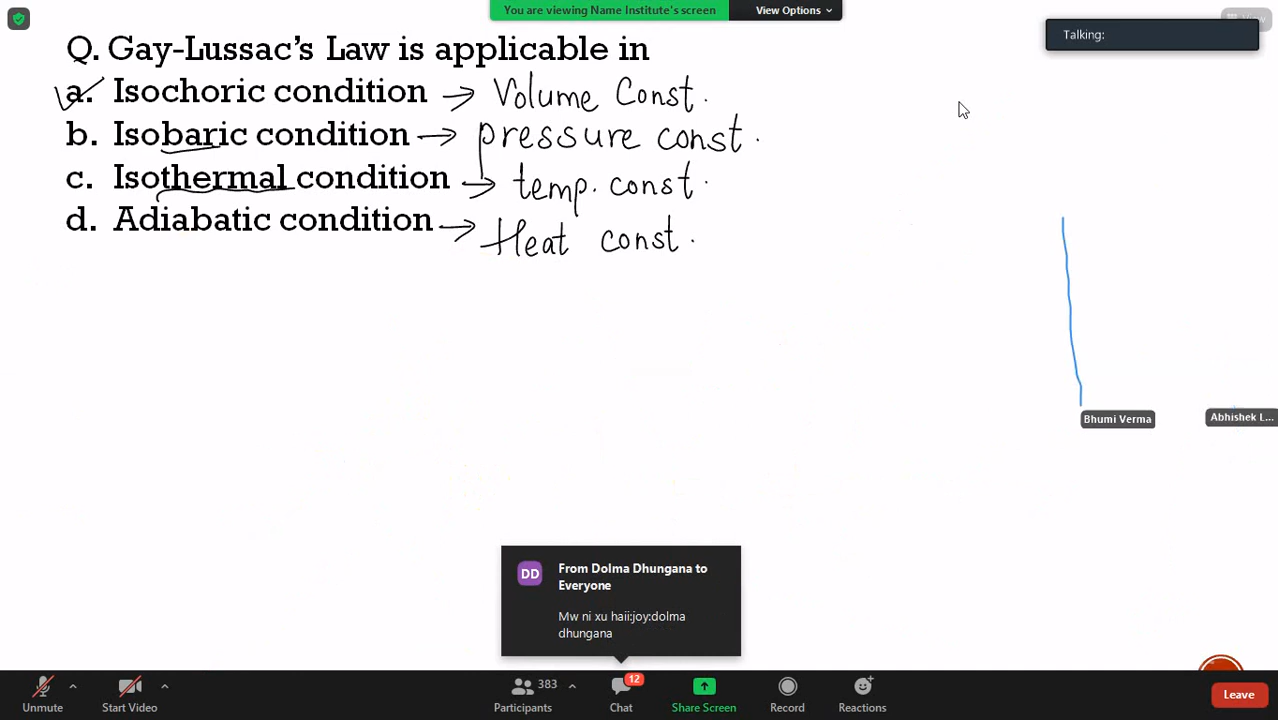 You are viewing Name Institute's screen
View Options
View
Talking:
Q. Gay-Lussac's Law is applicable in
a. Isochoric condition → Volume Const.
b. Isobaric condition → pressure const.
c. Isothermal condition → temp. const.
d. Adiabatic condition → Heat const.
Bhumi Verma
Abhishek L...
DD
From Dolma Dhungana to
Everyone
Mw ni xu haii:joy:dolma
dhungana
Unmute
Start Video
383
Participants
12
Chat
Share Screen
Record
Reactions
Leave